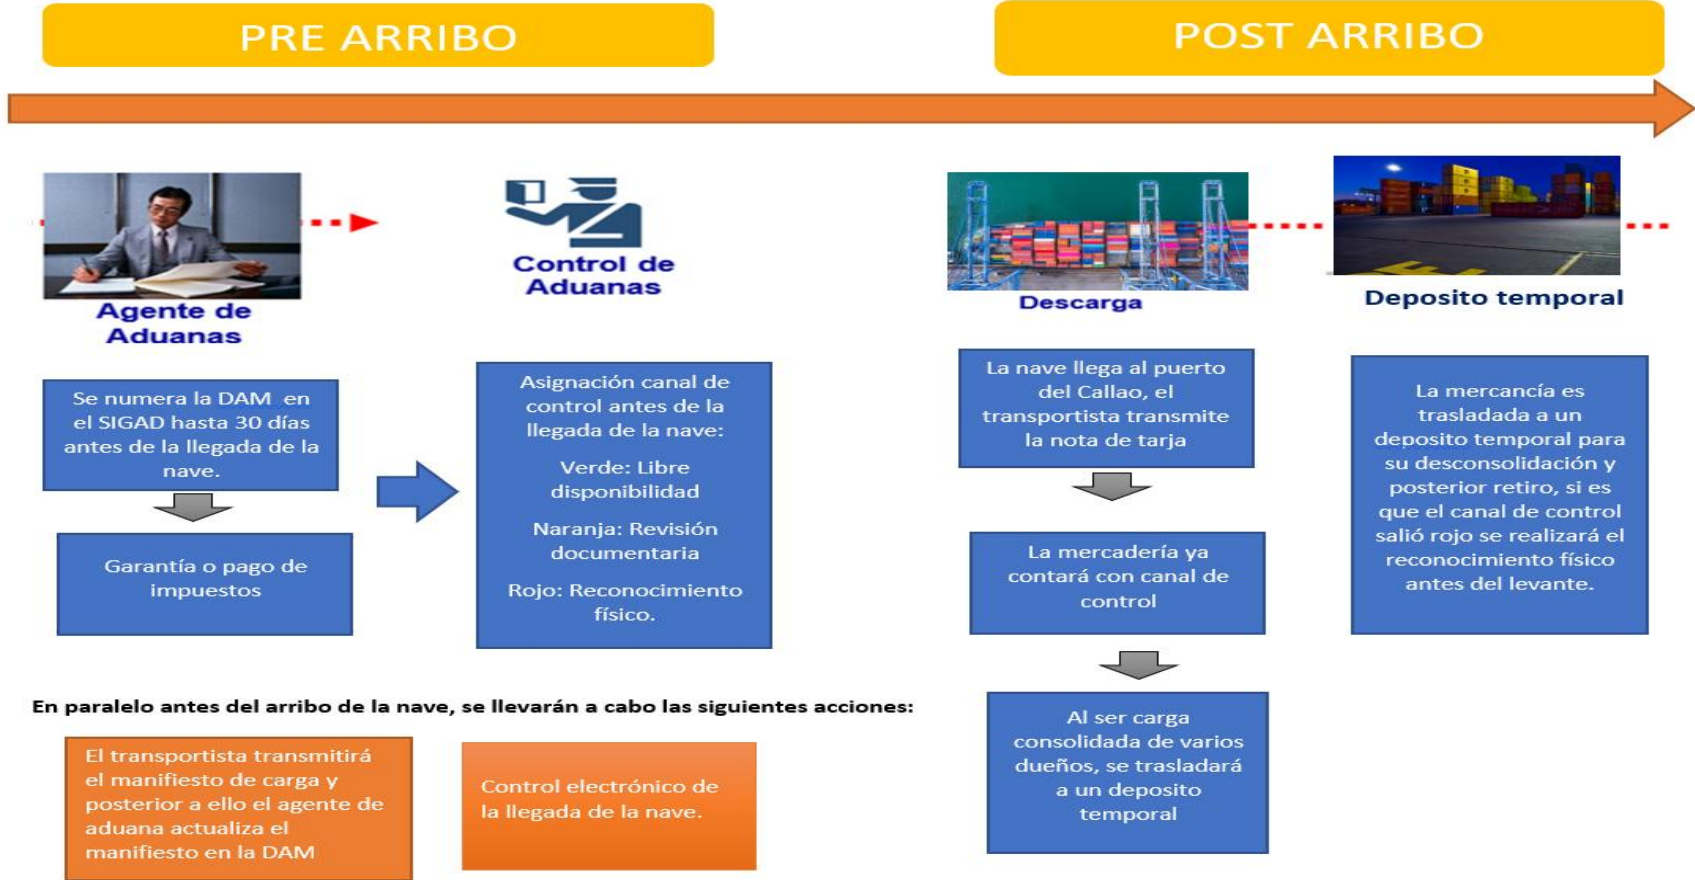 PRE ARRIBO
POST ARRIBO
Agente de
Aduanas
Control de
Aduanas
Descarga
Deposito temporal
Se numera la DAM en
el SIGAD hasta 30 días
antes de la llegada de la
nave.
Garantía o pago de
impuestos
Asignación canal de
control antes de la
llegada de la nave:
Verde: Libre
disponibilidad
Naranja: Revisión
documentaria
Rojo: Reconocimiento
físico.
La nave llega al puerto
del Callao, el
transportista transmite
la nota de tarja
La mercadería ya
contará con canal de
control
Al ser carga
consolidada de varios
dueños, se trasladará
a un deposito
temporal
La mercancía es
trasladada a un
deposito temporal para
su desconsolidación y
posterior retiro, si es
que el canal de control
salió rojo se realizará el
reconocimiento físico
antes del levante.
En paralelo antes del arribo de la nave, se llevarán a cabo las siguientes acciones:
El transportista transmitirá
el manifiesto de carga y
posterior a ello el agente de
aduana actualiza el
manifiesto en la DAM
Control electrónico de
la llegada de la nave.